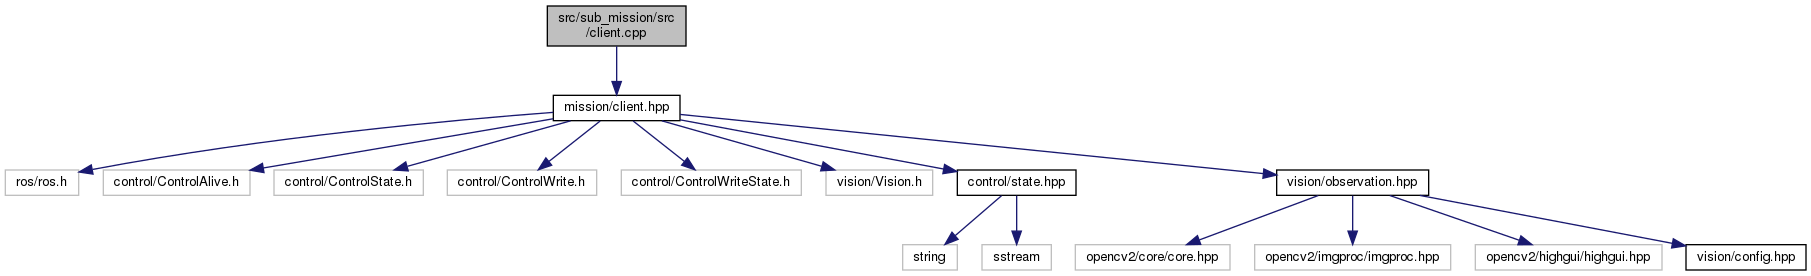 src/sub_mission/src
/client.cpp
mission/client.hpp
ros/ros.h
control/ControlAlive.h
control/ControlState.h
control/ControlWrite.h
control/ControlWriteState.h
vision/Vision.h
control/state.hpp
vision/observation.hpp
string
sstream
opencv2/core/core.hpp
opencv2/imgproc/imgproc.hpp
opencv2/highgui/highgui.hpp
vision/config.hpp